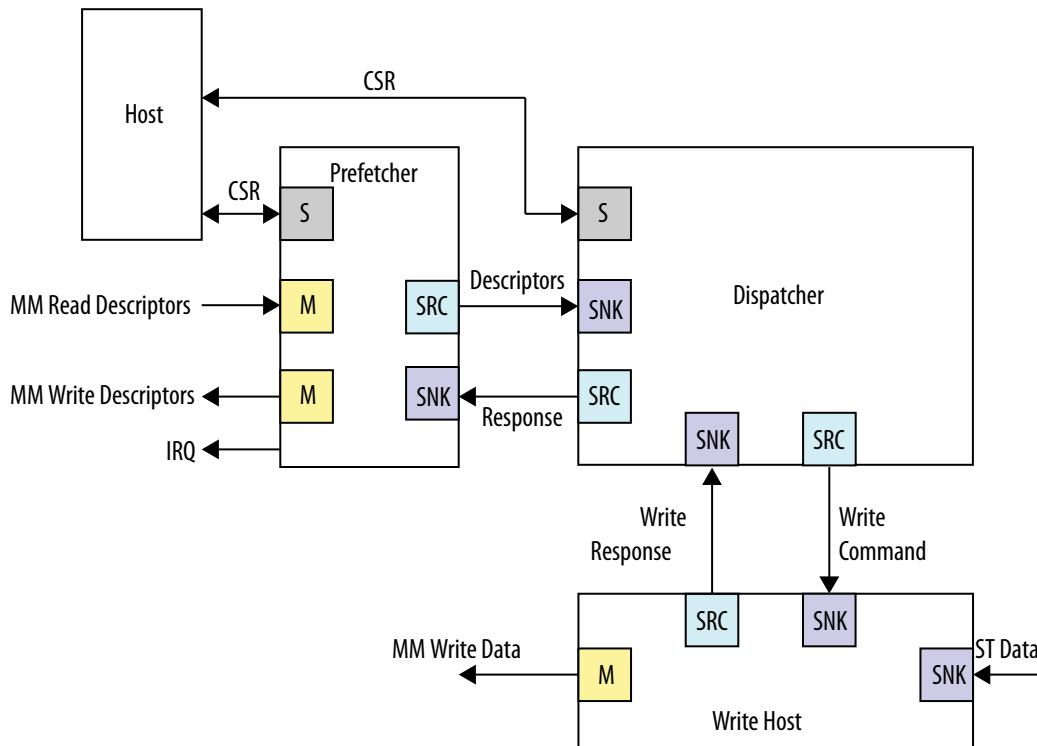 CSR
Host
Prefetcher
CSR
S
S
MM Read Descriptors
M
SRC
Descriptors
SNK
Dispatcher
MM Write Descriptors
M
SNK
Response
SRC
IRQ
SNK
SRC
Write
Response
Write
Command
SRC
SNK
MM Write Data
M
SNK
ST Data
Write Host